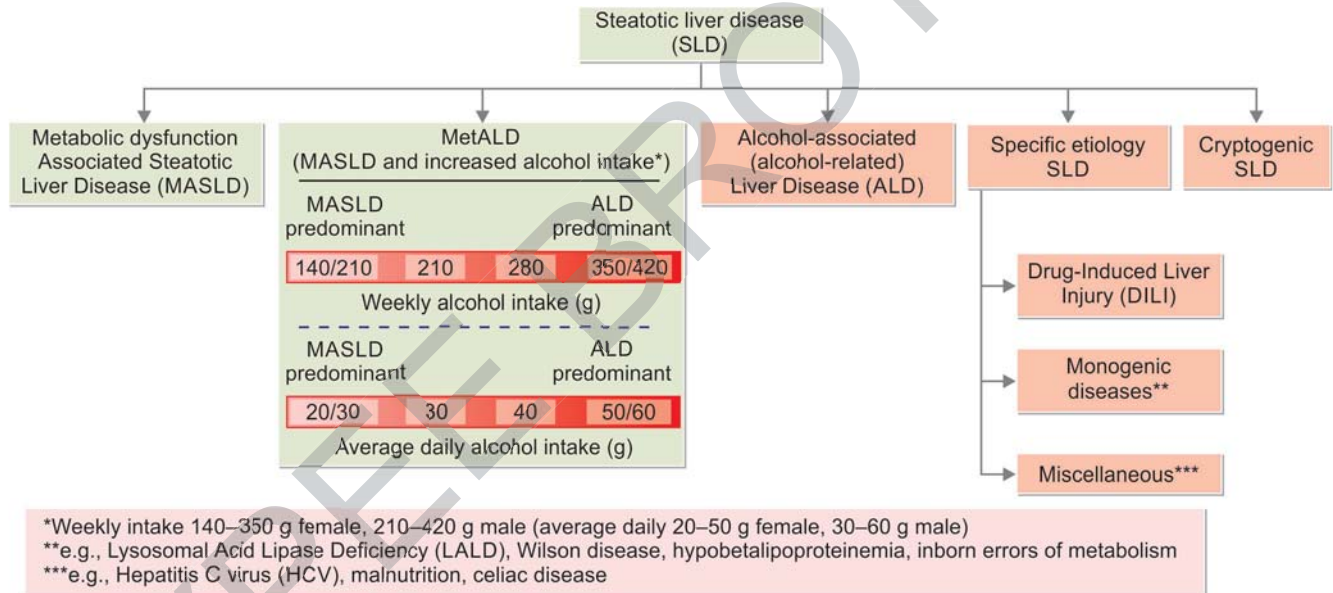 Steatotic liver disease
(SLD)
Metabolic dysfunction
Associated Steatotic
Liver Disease (MASLD)
MetALD
(MASLD and increased alcohol intake*)
MASLD
predominant
ALD
predominant
140/210 210 280 350/420
Weekly alcohol intake (g)
MASLD
predominant
ALD
predominant
20/30 30 40 50/60
Average daily alcohol intake (g)
Alcohol-associated
(alcohol-related)
Liver Disease (ALD)
Specific etiology
SLD
Drug-Induced Liver
Injury (DILI)
Monogenic
diseases**
Miscellaneous***
Cryptogenic
SLD
*Weekly intake 140–350 g female, 210–420 g male (average daily 20–50 g female, 30–60 g male)
**e.g., Lysosomal Acid Lipase Deficiency (LALD), Wilson disease, hypobetalipoproteinemia, inborn errors of metabolism
***e.g., Hepatitis C virus (HCV), malnutrition, celiac disease